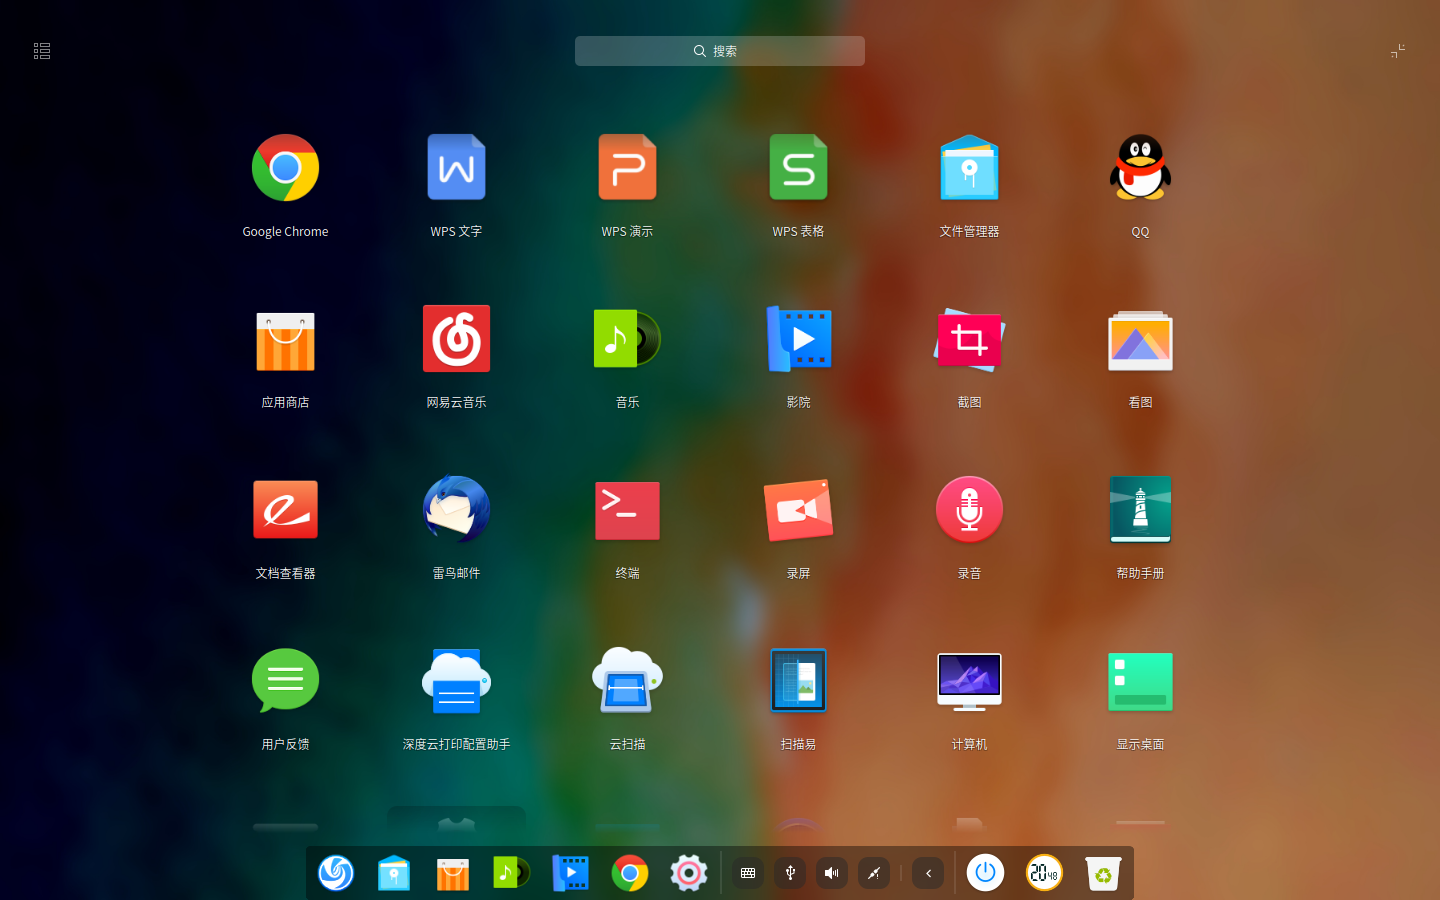 搜索
Google Chrome
WPS 文字
WPS 演示
WPS 表格
文件管理器
QQ
应用商店
网易云音乐
音乐
影院
截图
看图
文档查看器
雷鸟邮件
终端
录屏
录音
帮助手册
用户反馈
深度云打印配置助手
云扫描
扫描易
计算机
显示桌面
20 48